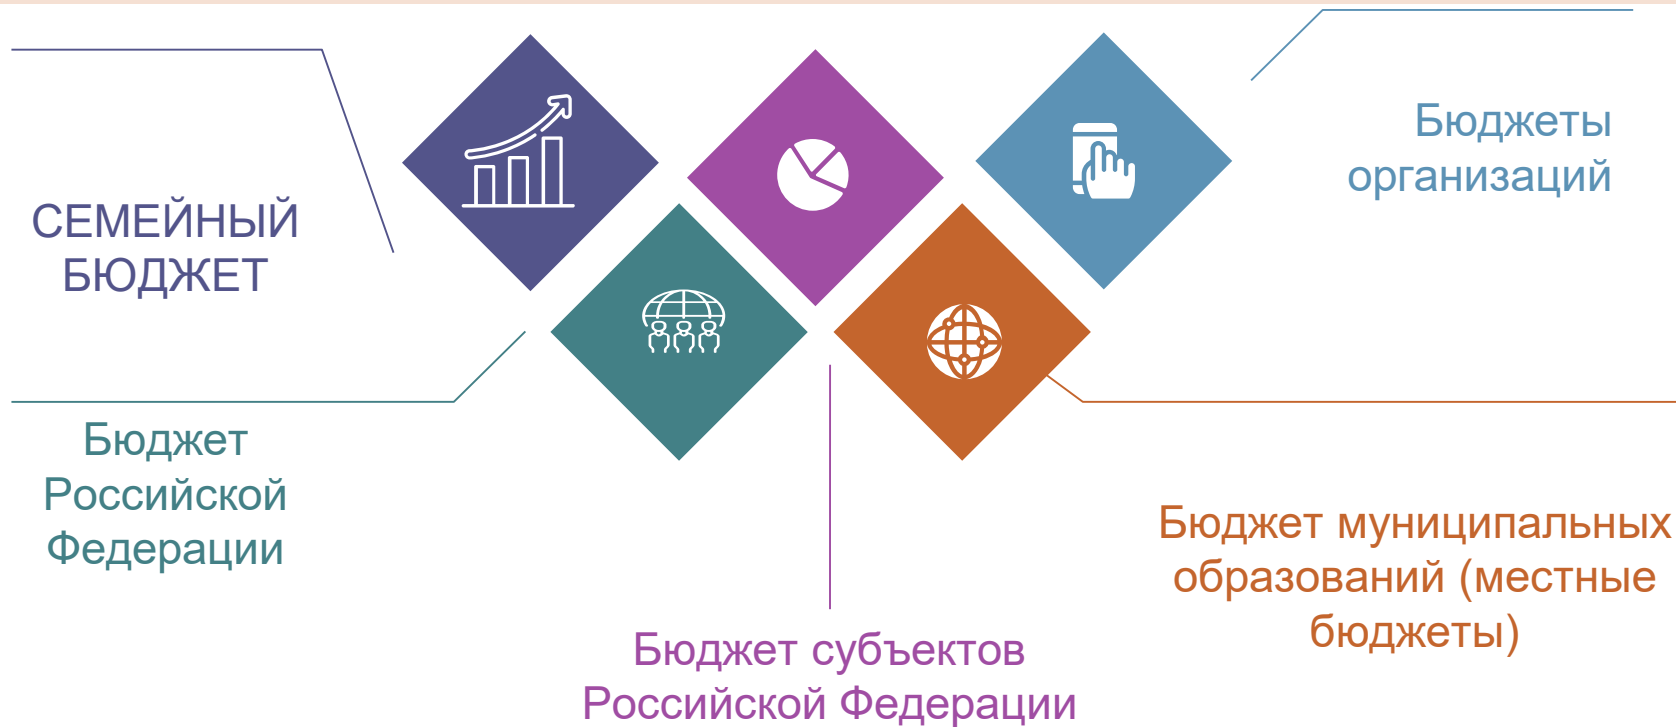 СЕМЕЙНЫЙ
БЮДЖЕТ
Бюджет
Российской
Федерации
Бюджет субъектов
Российской Федерации
Бюджет муниципальных
образований (местные
бюджеты)
Бюджеты
организаций